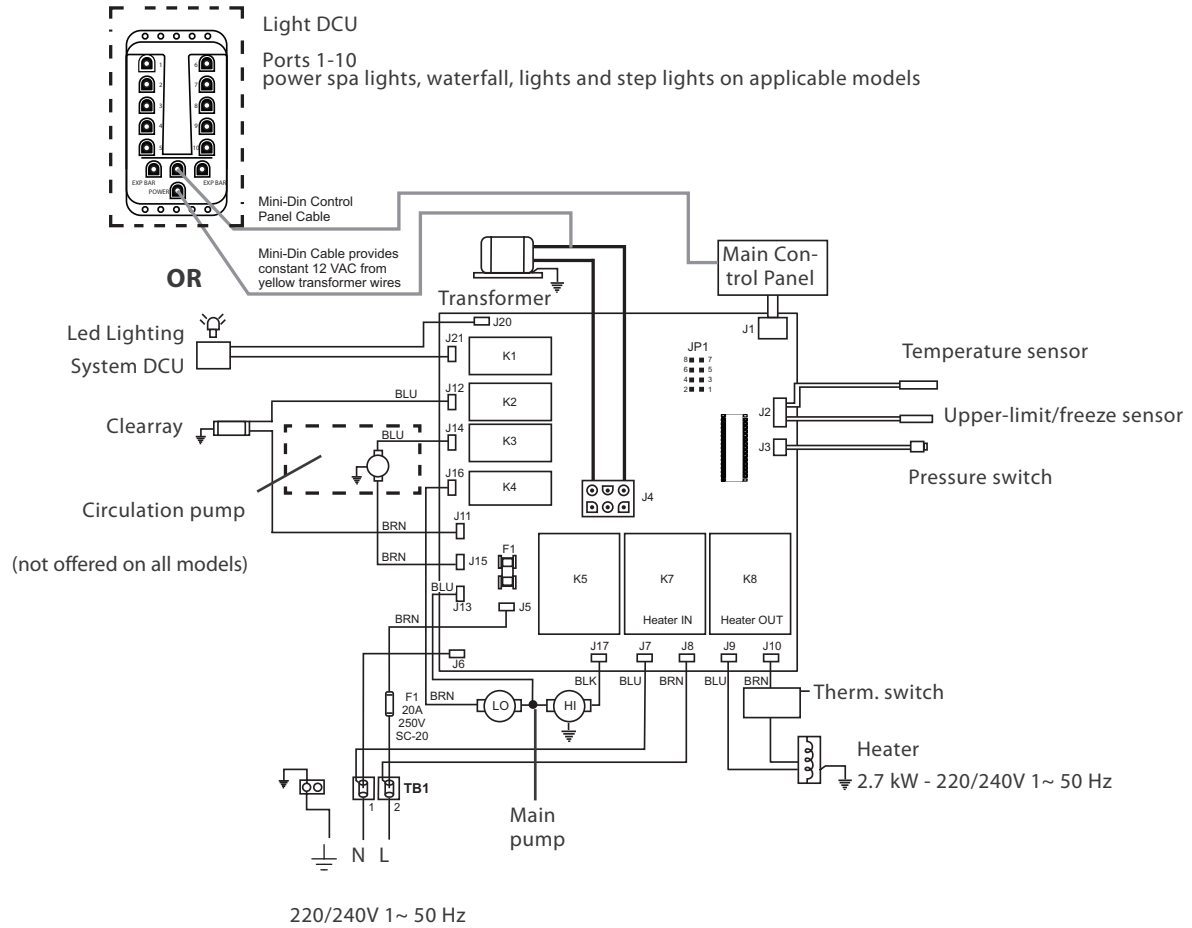 Light DCU
Ports 1-10
power spa lights, waterfall, lights and step lights on applicable models
1
2
3
4
5
6
7
8
9
10
EXP BAR
EXP BAR
POWER
Mini-Din Control
Panel Cable
Mini-Din Cable provides
constant 12 VAC from
yellow transformer wires
OR
Main Con-
trol Panel
Transformer
J20
J1
Led Lighting
System DCU
J21
K1
JP1
8 7
6 5
4 3
2 1
Temperature sensor
BLU
J12
K2
J2
Upper-limit/freeze sensor
Clearray
BLU
J14
K3
J3
Pressure switch
J16
K4
J4
Circulation pump
(not offered on all models)
BRN
J11
BRN
J15
F1
K5
K7
Heater IN
K8
Heater OUT
BLU
J13
J5
BRN
J6
J17
J7
J8
J9
J10
BLK
BLU
BRN
BLU
BRN
Therm. switch
F1
20A
250V
SC-20
BRN
LO
HI
Heater
2.7 kW - 220/240V 1~ 50 Hz
TB1
1
2
Main
pump
N
L
220/240V 1~ 50 Hz